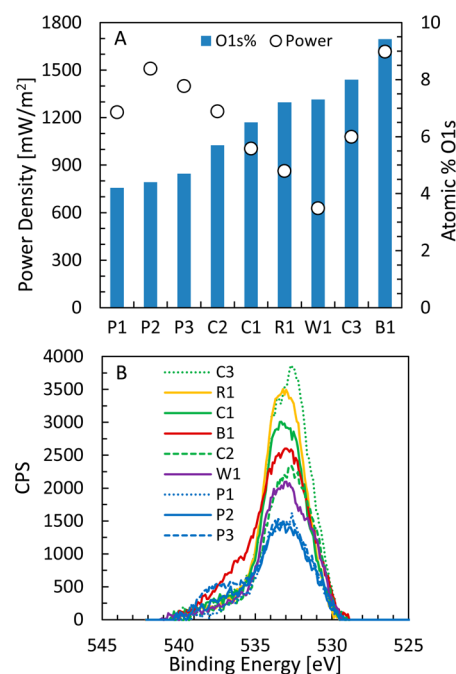 A
O1s%
Power
Power Density [mW/m²]
1800
1500
1200
900
600
300
0
Atomic % O1s
10
8
6
4
2
0
P1 P2 P3 C2 C1 R1 W1 C3 B1
B
CPS
4000
3500
3000
2500
2000
1500
1000
500
0
C3
R1
C1
B1
C2
W1
P1
P2
P3
545 540 535 530 525
Binding Energy [eV]